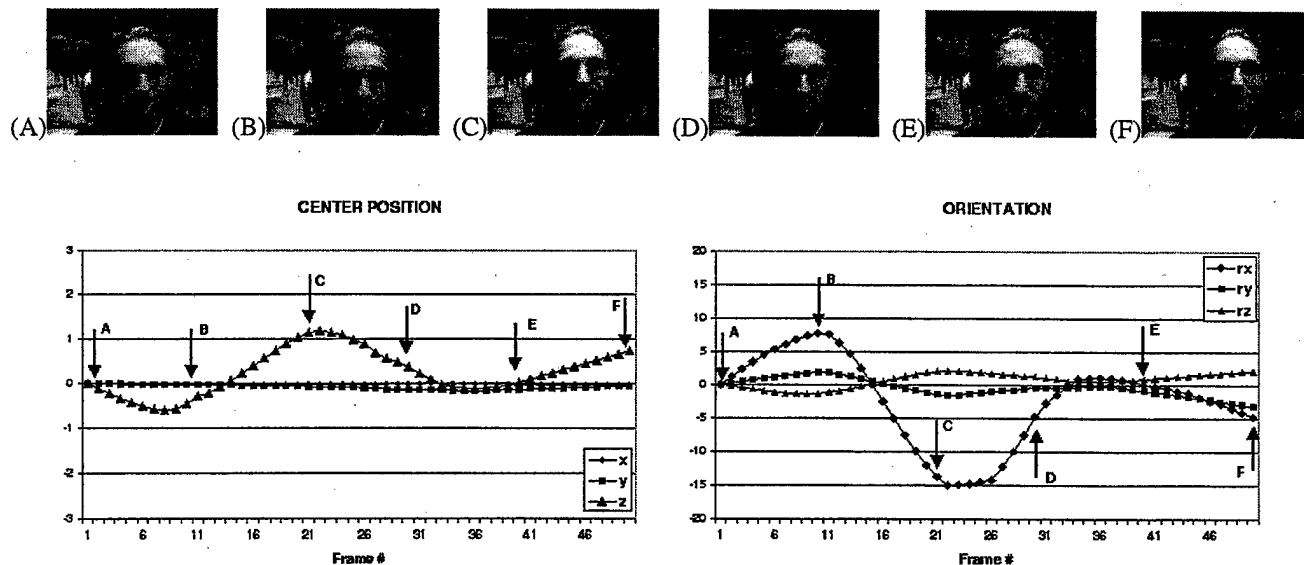 (A) (B) (C) (D) (E) (F)
CENTER POSITION
3
2
1
0
-1
-2
-3
A
B
C
D
E
F
x
y
z
1 6 11 16 21 26 31 36 41 46
Frame #
ORIENTATION
20
15
10
5
0
-5
-10
-15
-20
A
B
C
D
E
F
rx
ry
rz
1 6 11 16 21 26 31 36 41 46
Frame #